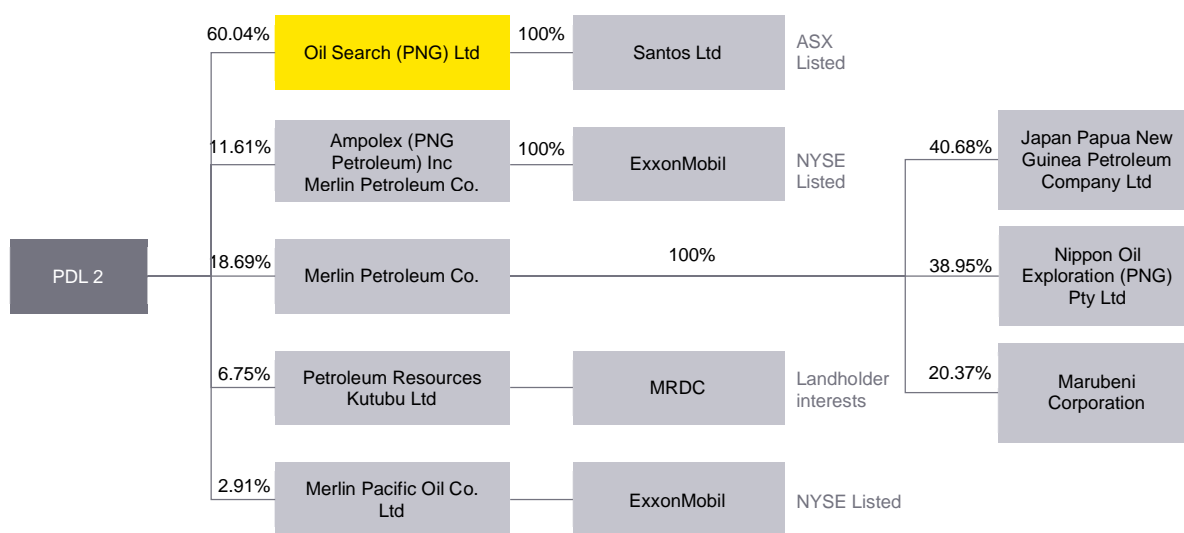 60.04%
Oil Search (PNG) Ltd
100%
Santos Ltd
ASX
Listed
11.61%
Ampolex (PNG
Petroleum) Inc
Merlin Petroleum Co.
100%
ExxonMobil
NYSE
Listed
40.68%
Japan Papua New
Guinea Petroleum
Company Ltd
PDL 2
18.69%
Merlin Petroleum Co.
100%
38.95%
Nippon Oil
Exploration (PNG)
Pty Ltd
6.75%
Petroleum Resources
Kutubu Ltd
MRDC
Landholder
interests
20.37%
Marubeni
Corporation
2.91%
Merlin Pacific Oil Co.
Ltd
ExxonMobil
NYSE Listed